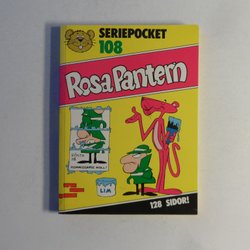 SERIEPOCKET
108
Rosa Pantern
LIM
128 SIDOR!